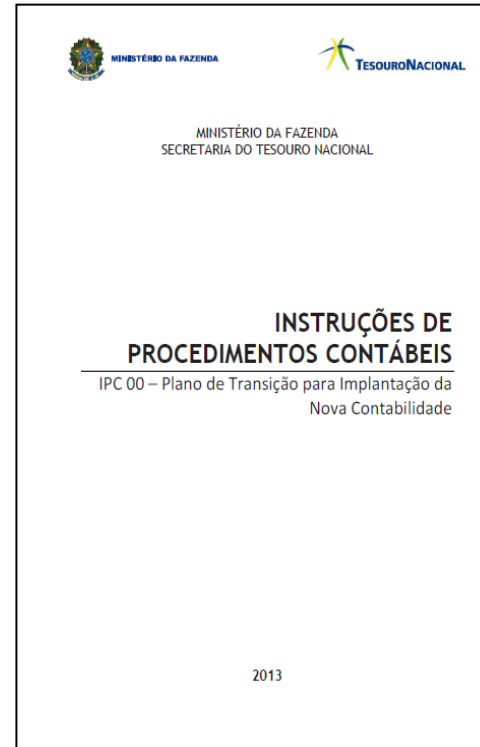 MINISTÉRIO DA FAZENDA
TESOURONACIONAL
MINISTÉRIO DA FAZENDA
SECRETARIA DO TESOURO NACIONAL
INSTRUÇÕES DE
PROCEDIMENTOS CONTÁBEIS
IPC 00 – Plano de Transição para Implantação da
Nova Contabilidade
2013